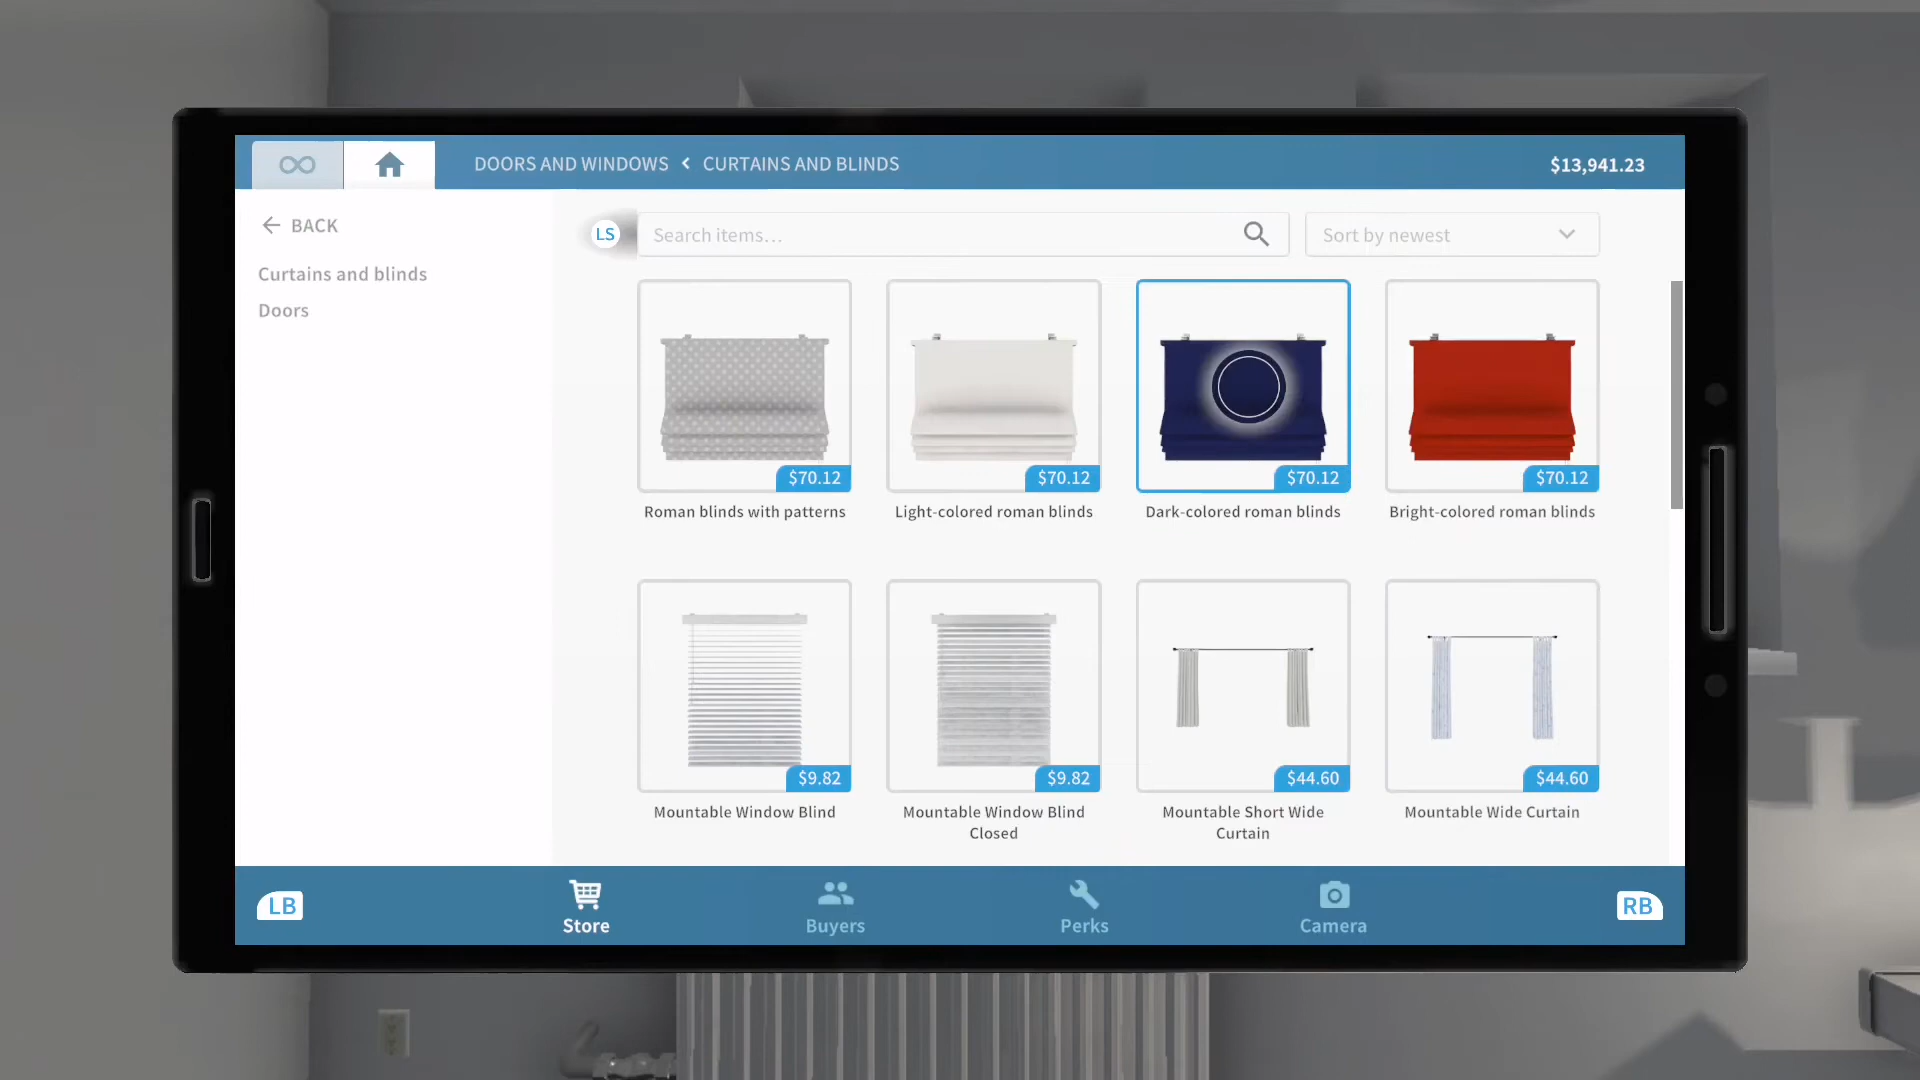 DOORS AND WINDOWS < CURTAINS AND BLINDS
$13,941.23
BACK
Curtains and blinds
Doors
LS
Search items...
Sort by newest
$70.12
$70.12
$70.12
$70.12
Roman blinds with patterns
Light-colored roman blinds
Dark-colored roman blinds
Bright-colored roman blinds
$9.82
$9.82
$44.60
$44.60
Mountable Window Blind
Mountable Window Blind
Closed
Mountable Short Wide
Curtain
Mountable Wide Curtain
LB
Store
Buyers
Perks
Camera
RB